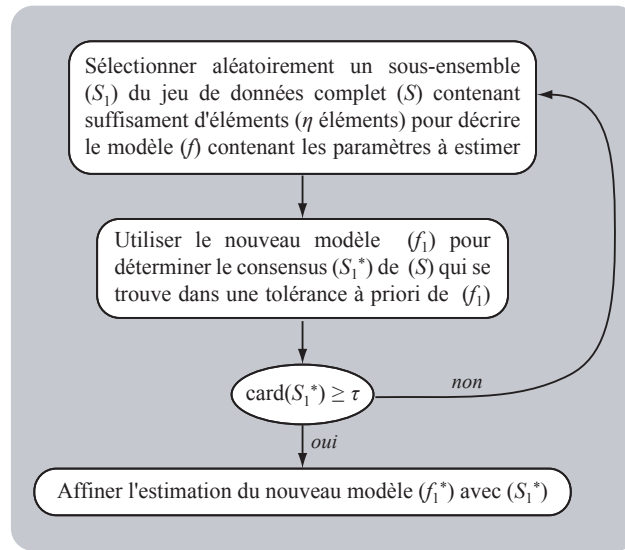 Sélectionner aléatoirement un sous-ensemble
(S₁) du jeu de données complet (S) contenant
suffisament d'éléments (η éléments) pour décrire
le modèle (f) contenant les paramètres à estimer
Utiliser le nouveau modèle (f₁) pour
déterminer le consensus (S₁*) de (S) qui se
trouve dans une tolérance à priori de (f₁)
card(S₁*) ≥ τ
non
oui
Affiner l'estimation du nouveau modèle (f₁*) avec (S₁*)